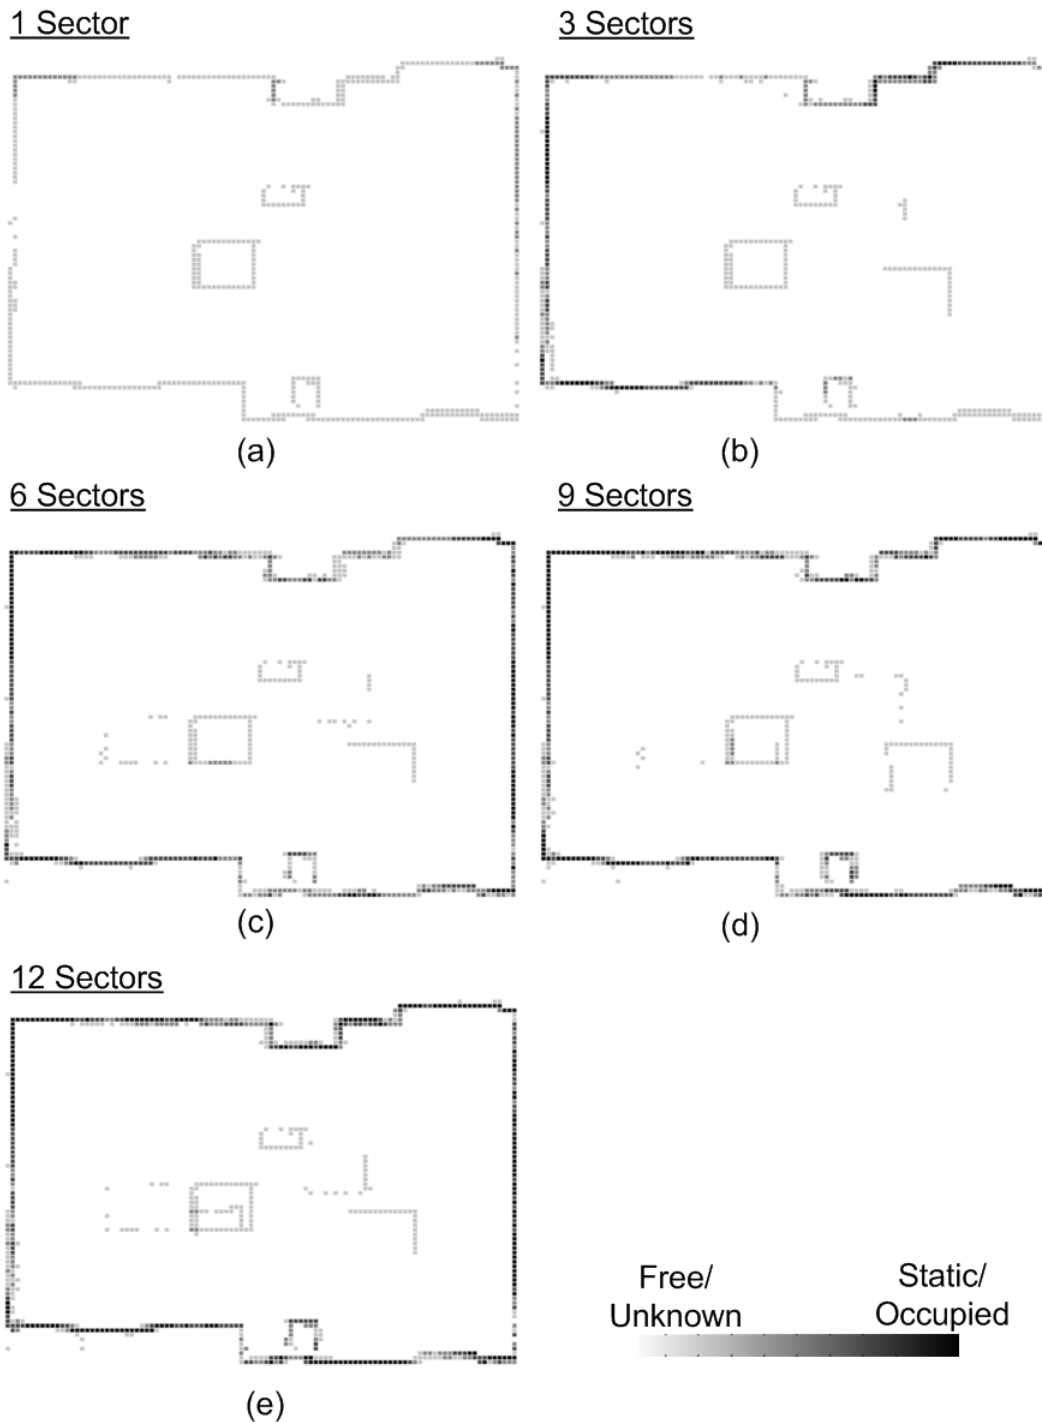 1 Sector
3 Sectors
(a)
(b)
6 Sectors
9 Sectors
(c)
(d)
12 Sectors
Free/
Unknown
Static/
Occupied
(e)